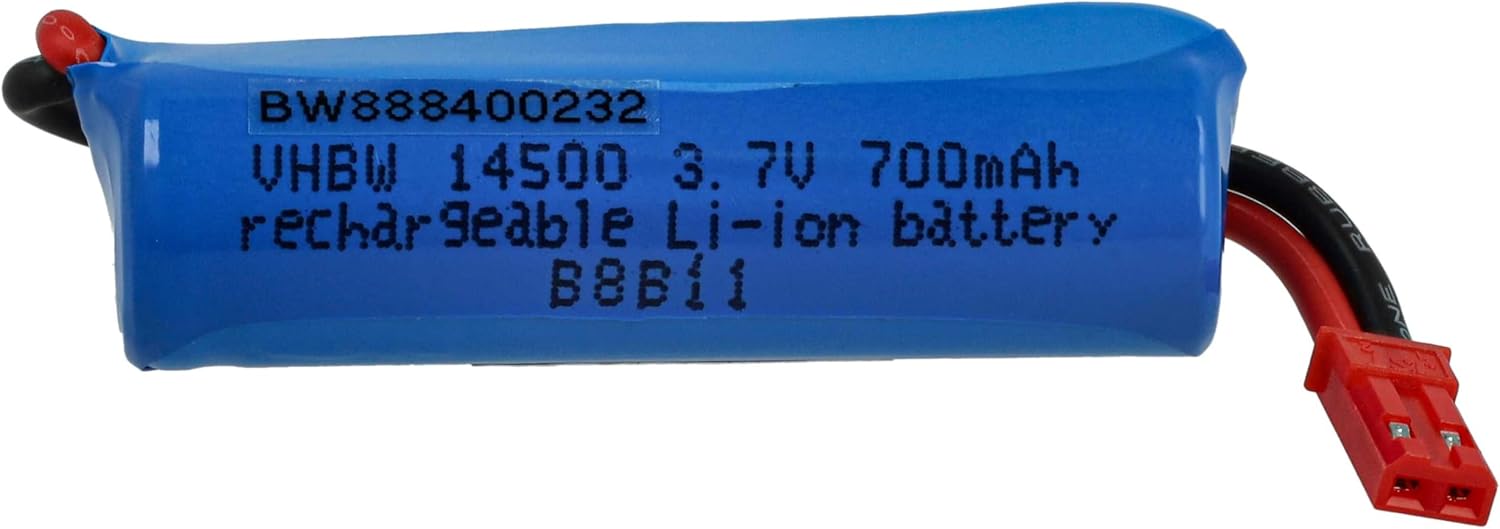 BW888400232
VHBW 14500 3.7V 700mAh
rechargeable Li-ion battery
B8B11